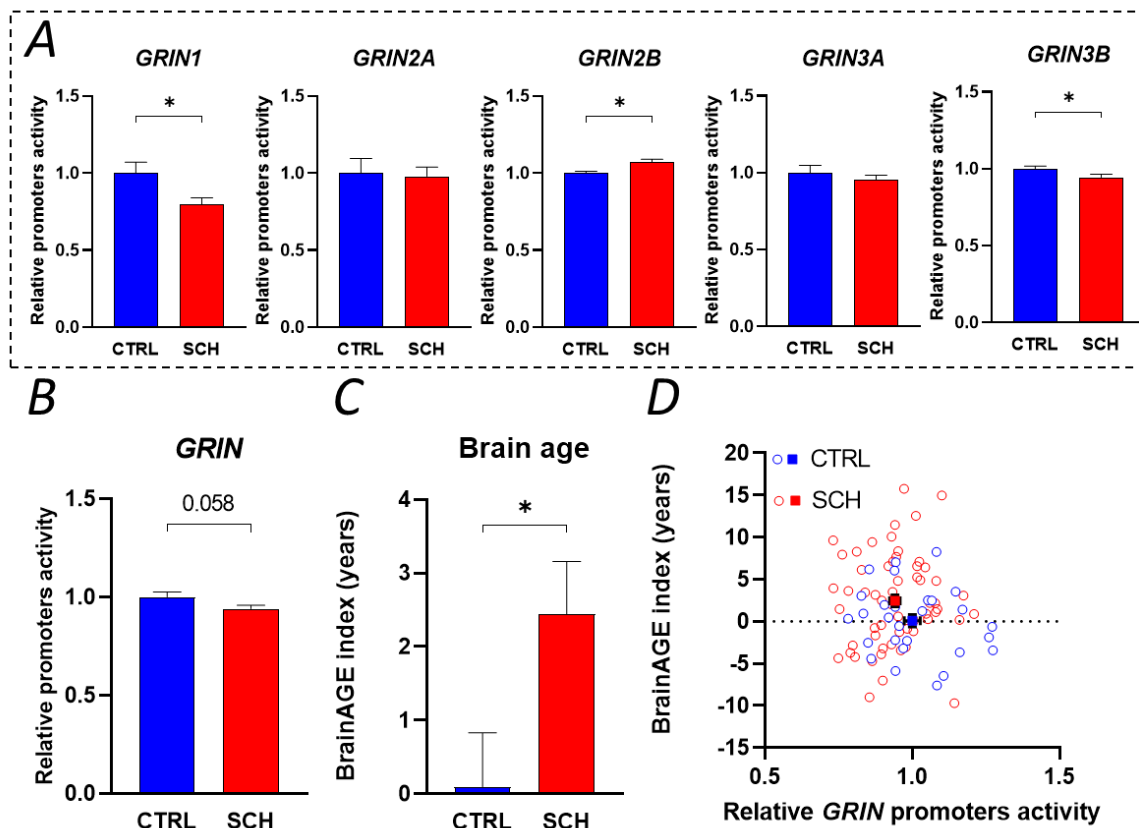 A
GRIN1
Relative promoters activity
1.5
1.0
0.5
0.0
*
CTRL SCH
GRIN2A
Relative promoters activity
1.5
1.0
0.5
0.0
CTRL SCH
GRIN2B
Relative promoters activity
1.5
1.0
0.5
0.0
*
CTRL SCH
GRIN3A
Relative promoters activity
1.5
1.0
0.5
0.0
CTRL SCH
GRIN3B
Relative promoters activity
1.5
1.0
0.5
0.0
*
CTRL SCH
B
GRIN
Relative promoters activity
1.5
1.0
0.5
0.0
0.058
CTRL SCH
C
Brain age
BrainAGE index (years)
4
3
2
1
0
*
CTRL SCH
D
BrainAGE index (years)
20
15
10
5
0
-5
-10
-15
CTRL
SCH
0.5 1.0 1.5
Relative GRIN promoters activity